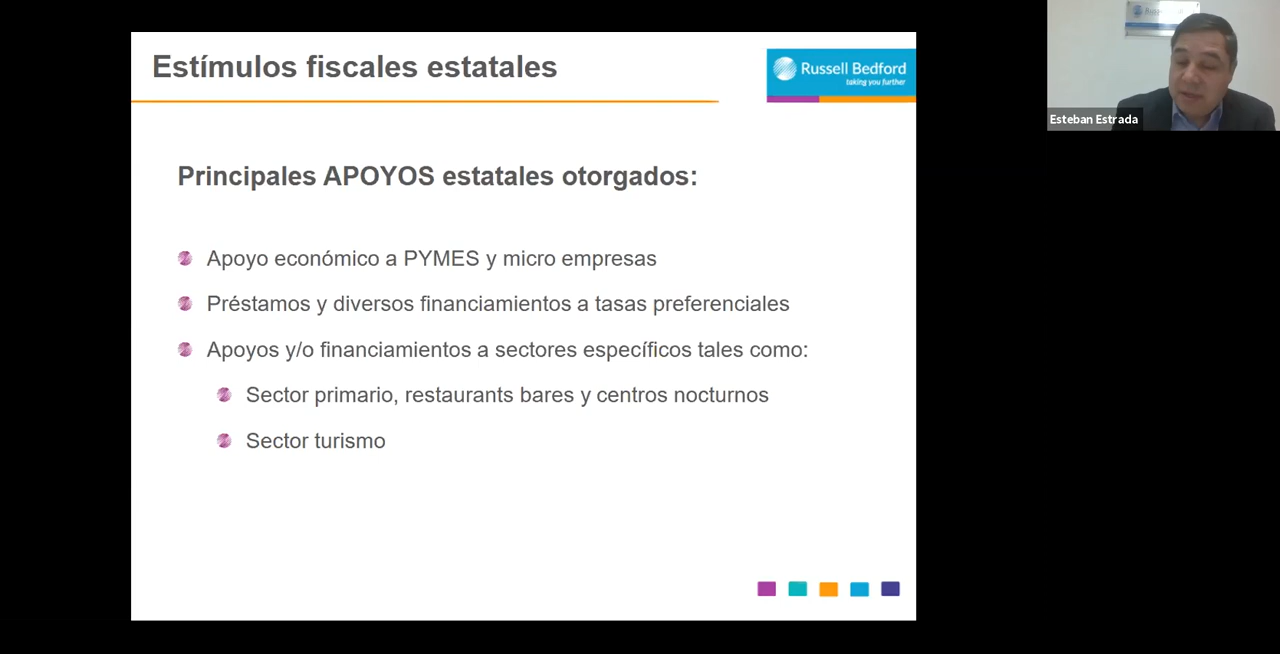 Estímulos fiscales estatales
Russell Bedford
taking you further
Esteban Estrada
Principales APOYOS estatales otorgados:
Apoyo económico a PYMES y micro empresas
Préstamos y diversos financiamientos a tasas preferenciales
Apoyos y/o financiamientos a sectores específicos tales como:
Sector primario, restaurants bares y centros nocturnos
Sector turismo